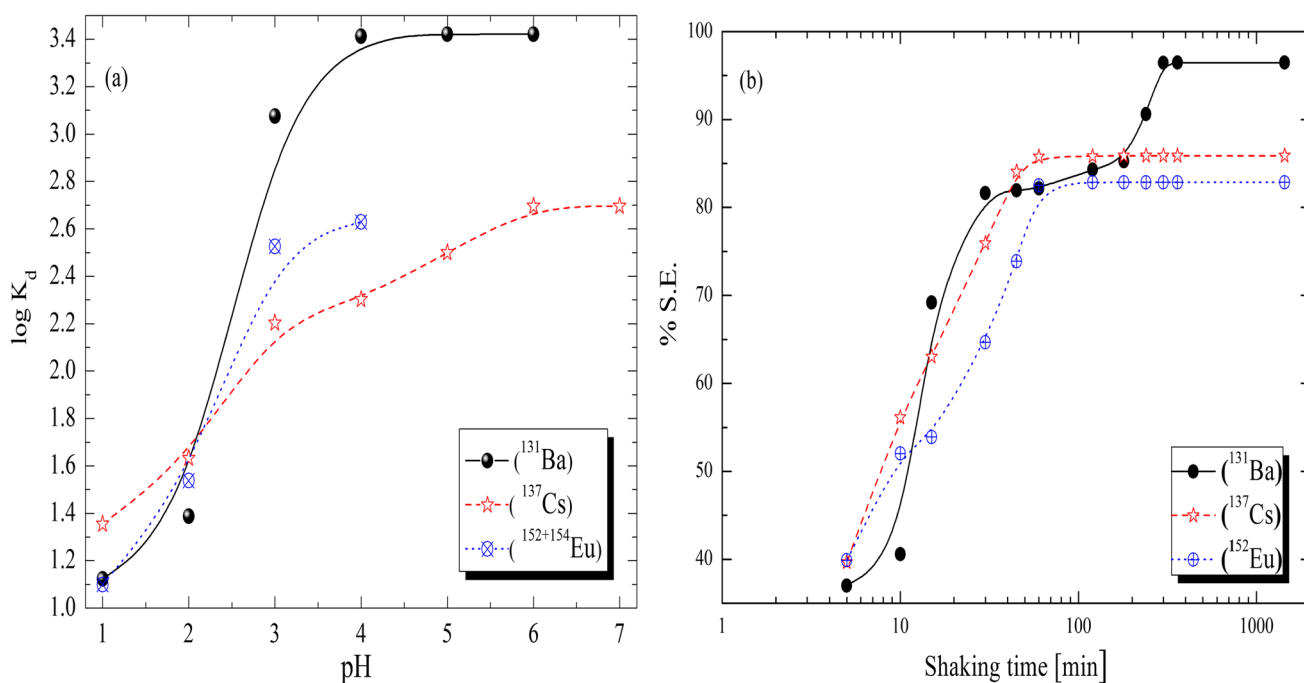 (a)
log K_d
3.4
3.2
3.0
2.8
2.6
2.4
2.2
2.0
1.8
1.6
1.4
1.2
1.0
1 2 3 4 5 6 7
pH
(¹³¹Ba)
(¹³⁷Cs)
(¹⁵²⁺¹⁵⁴Eu)
(b)
% S.E.
100
90
80
70
60
50
40
1 10 100 1000
Shaking time [min]
(¹³¹Ba)
(¹³⁷Cs)
(¹⁵²Eu)